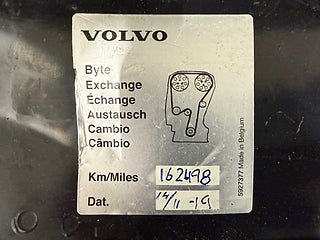 VOLVO
Byte
Exchange
Échange
Austausch
Cambio
Câmbio
Km/Miles 162498
Dat. 14/11 -19
5927377 Made in Belgium